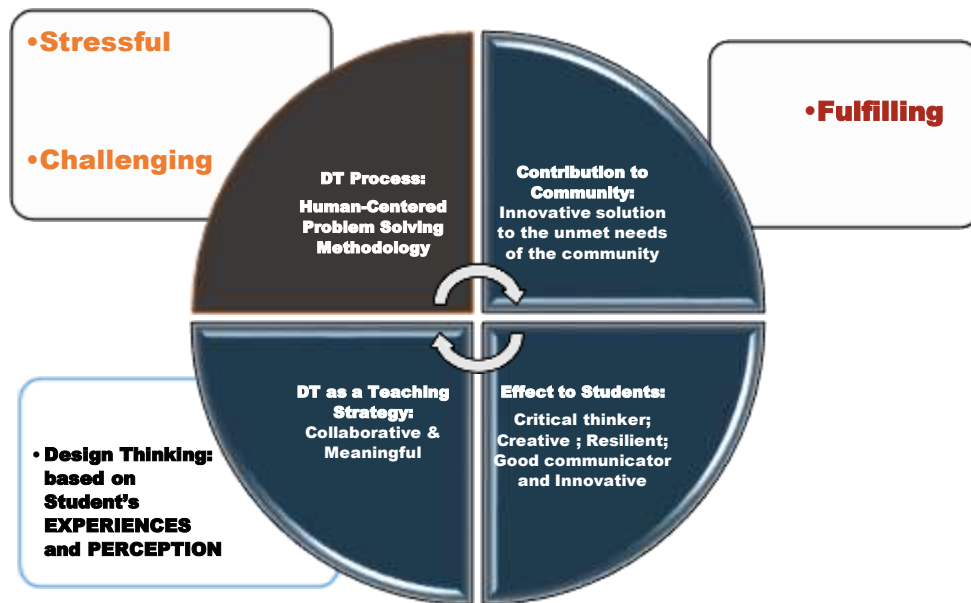 •Stressful
•Challenging
•Fulfilling
DT Process:
Human-Centered
Problem Solving
Methodology
Contribution to
Community:
Innovative solution
to the unmet needs
of the community
DT as a Teaching
Strategy:
Collaborative &
Meaningful
Effect to Students:
Critical thinker;
Creative ; Resilient;
Good communicator
and Innovative
• Design Thinking:
based on
Student’s
EXPERIENCES
and PERCEPTION